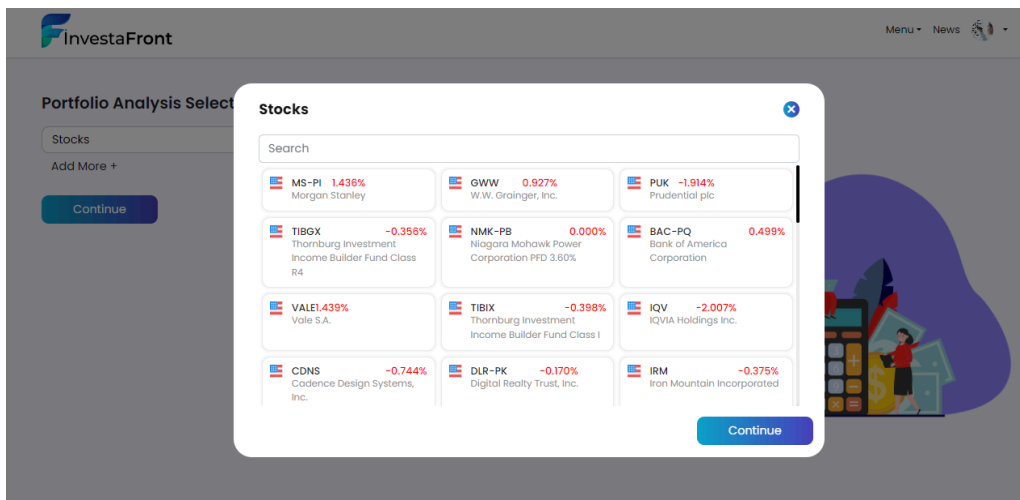 InvestaFront
Menu News
Portfolio Analysis Select
Stocks
Add More +
Continue
Stocks
Search
MS-PI 1.436%
Morgan Stanley
GWW 0.927%
W.W. Grainger, Inc.
PUK -1.914%
Prudential plc
TIBGX -0.356%
Thornburg Investment
Income Builder Fund Class
R4
NMK-PB 0.000%
Niagara Mohawk Power
Corporation PFD 3.60%
BAC-PQ 0.499%
Bank of America
Corporation
VALE1.439%
Vale S.A.
TIBIX -0.398%
Thornburg Investment
Income Builder Fund Class I
IQV -2.007%
IQVIA Holdings Inc.
CDNS -0.744%
Cadence Design Systems,
Inc.
DLR-PK -0.170%
Digital Realty Trust, Inc.
IRM -0.375%
Iron Mountain Incorporated
Continue